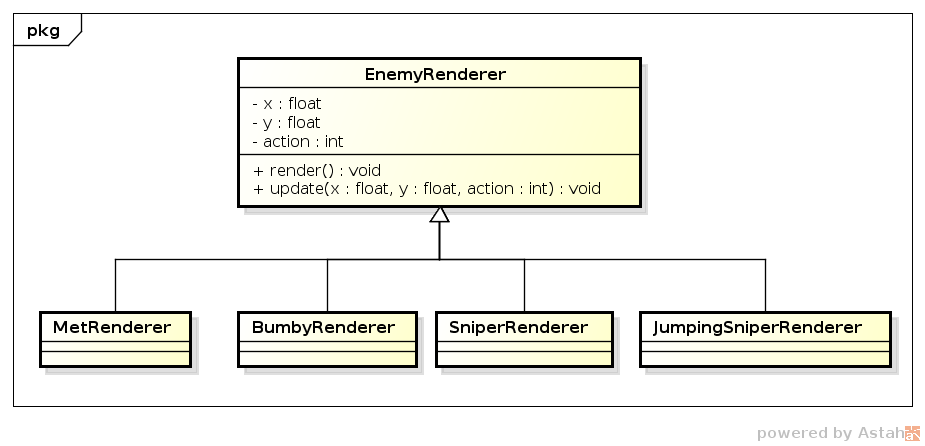 pkg
EnemyRenderer
- x : float
- y : float
- action : int
+ render() : void
+ update(x : float, y : float, action : int) : void
MetRenderer
BumbyRenderer
SniperRenderer
JumpingSniperRenderer
powered by Astah